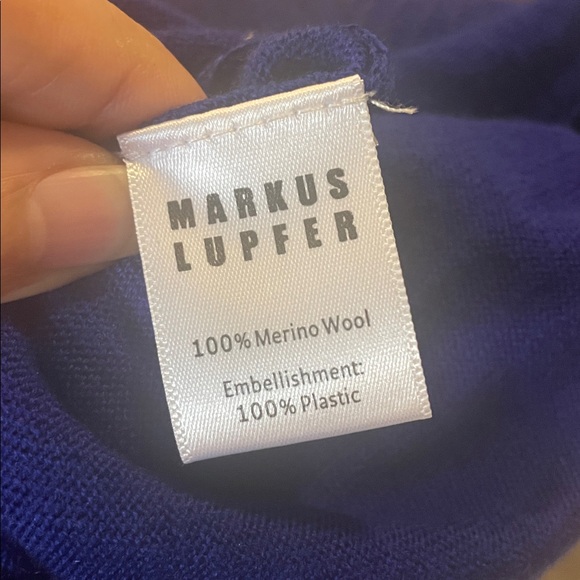 MARKUS
LUPFER
100% Merino Wool
Embellishment:
100% Plastic